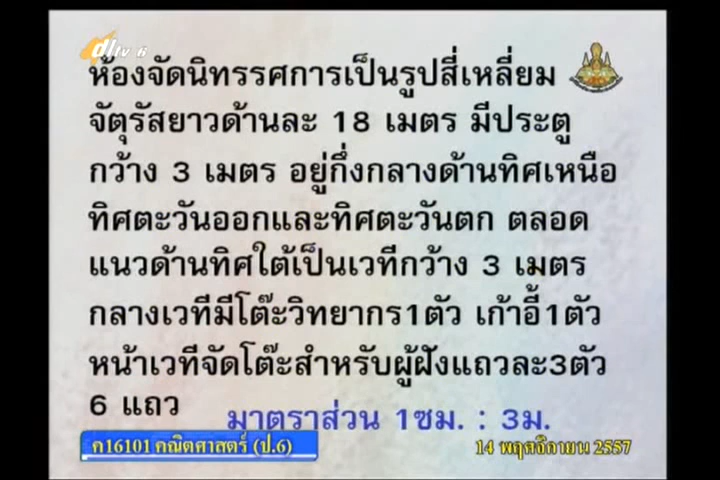 dltv 6
ห้องจัดนิทรรศการเป็นรูปสี่เหลี่ยม
จัตุรัสยาวด้านละ 18 เมตร มีประตู
กว้าง 3 เมตร อยู่กึ่งกลางด้านทิศเหนือ
ทิศตะวันออกและทิศตะวันตก ตลอด
แนวด้านทิศใต้เป็นเวทีกว้าง 3 เมตร
กลางเวทีมีโต๊ะวิทยากร1ตัว เก้าอี้1ตัว
หน้าเวทีจัดโต๊ะสำหรับผู้ฝังแถวละ3ตัว
6 แถว
มาตราส่วน 1ซม. : 3ม.
ค16101 คณิตศาสตร์ (ป.6)
14 พฤศจิกายน 2557